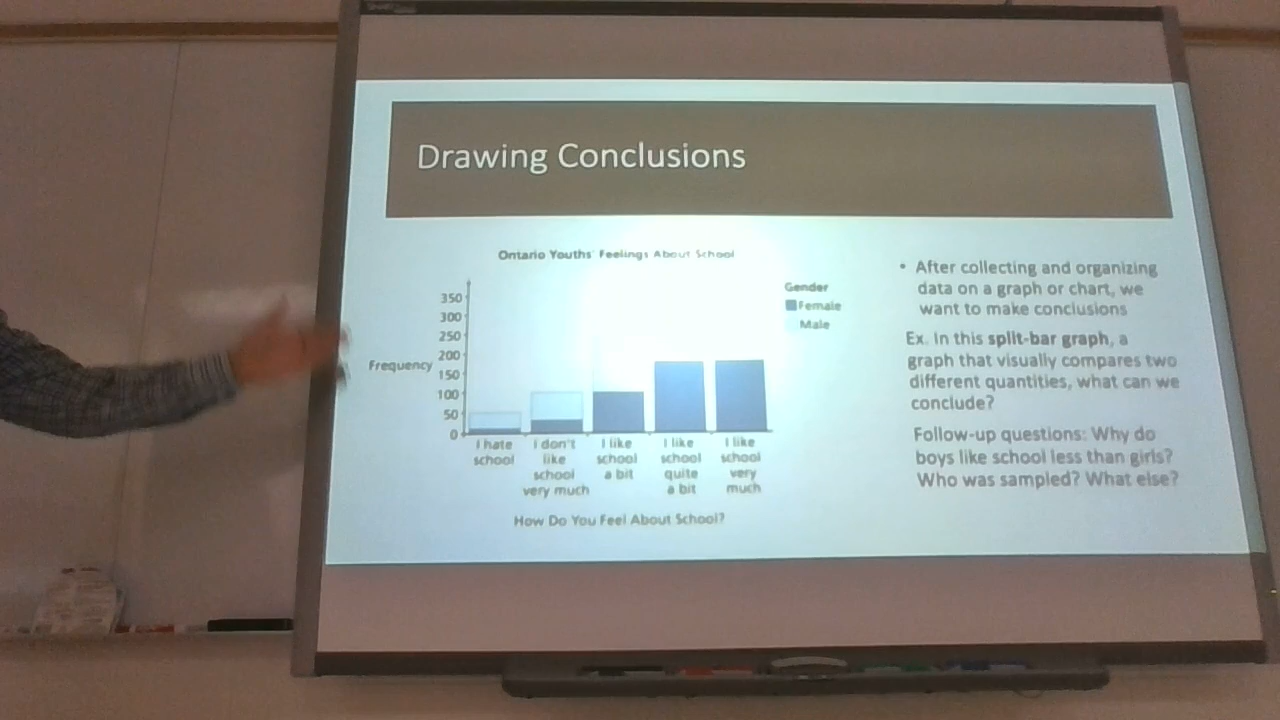 Drawing Conclusions
Ontario Youths' Feelings About School
350
300
250
200
150
100
50
0
Frequency
I hate
school
I don't
like
school
very much
I like
school
a bit
I like
school
quite
a bit
I like
school
very
much
How Do You Feel About School?
Gender
Female
Male
• After collecting and organizing
data on a graph or chart, we
want to make conclusions
Ex. In this split-bar graph, a
graph that visually compares two
different quantities, what can we
conclude?
Follow-up questions: Why do
boys like school less than girls?
Who was sampled? What else?